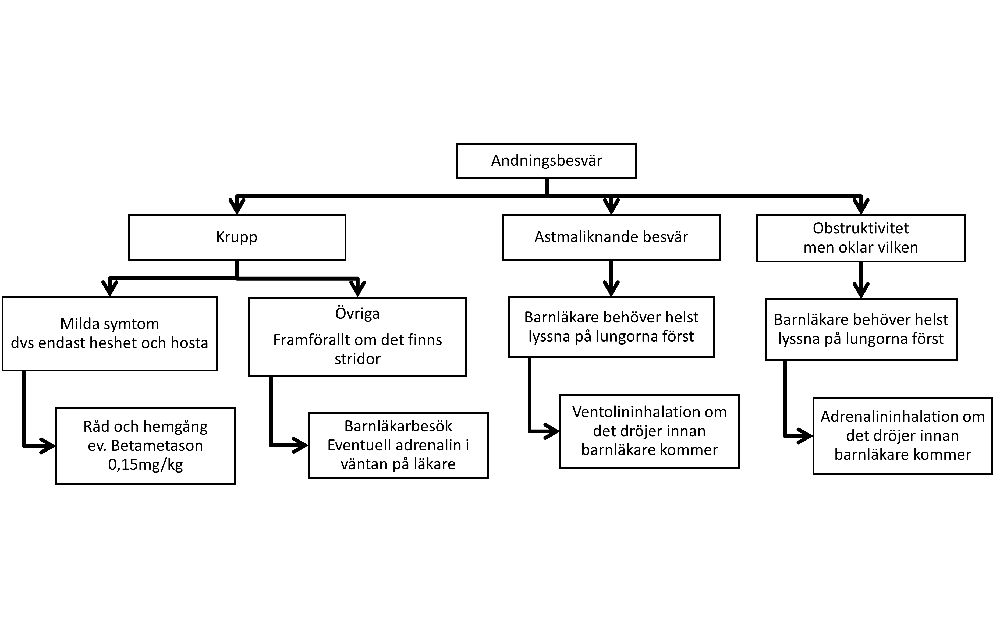 Andningsbesvär
Krupp
Astmaliknande besvär
Obstruktivitet
men oklar vilken
Milda symtom
dvs endast heshet och hosta
Övriga
Framförallt om det finns
stridor
Barnläkare behöver helst
lyssna på lungorna först
Barnläkare behöver helst
lyssna på lungorna först
Råd och hemgång
ev. Betametason
0,15mg/kg
Barnläkarbesök
Eventuell adrenalin i
väntan på läkare
Ventolininhalation om
det dröjer innan
barnläkare kommer
Adrenalininhalation om
det dröjer innan
barnläkare kommer